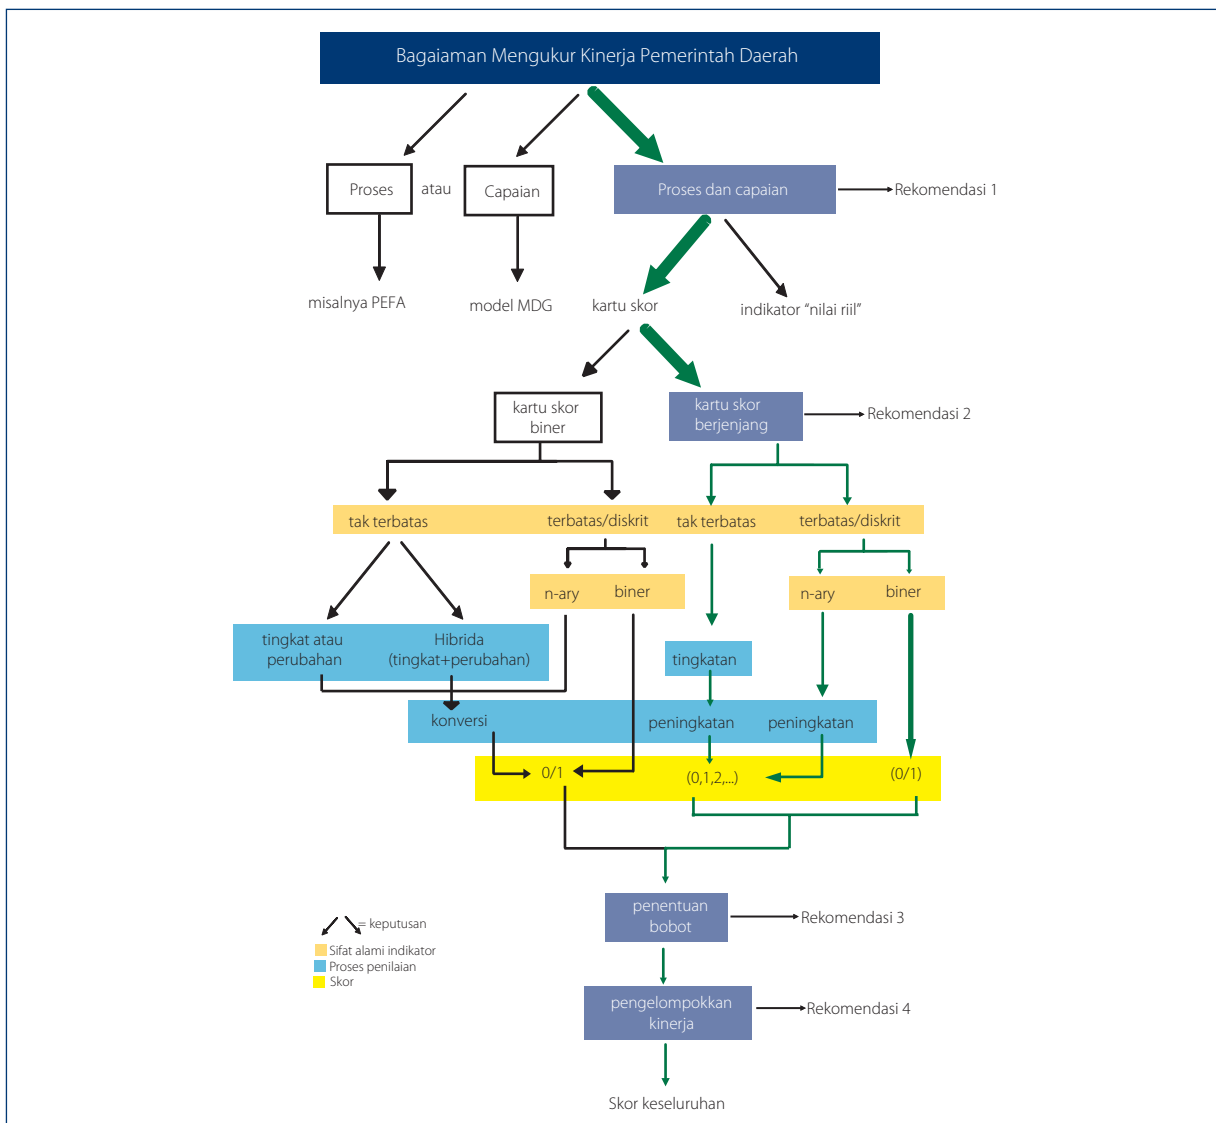 Bagaiaman Mengukur Kinerja Pemerintah Daerah
Proses
atau
Capaian
Proses dan capaian
Rekomendasi 1
misalnya PEFA
model MDG
kartu skor
indikator “nilai riil”
kartu skor
biner
kartu skor
berjenjang
Rekomendasi 2
tak terbatas
terbatas/diskrit
tak terbatas
terbatas/diskrit
n-ary
biner
n-ary
biner
tingkat atau
perubahan
Hibrida
(tingkat+perubahan)
tingkatan
konversi
peningkatan
peningkatan
0/1
(0,1,2,...)
(0/1)
penentuan
bobot
Rekomendasi 3
= keputusan
Sifat alami indikator
Proses penilaian
Skor
pengelompokkan
kinerja
Rekomendasi 4
Skor keseluruhan